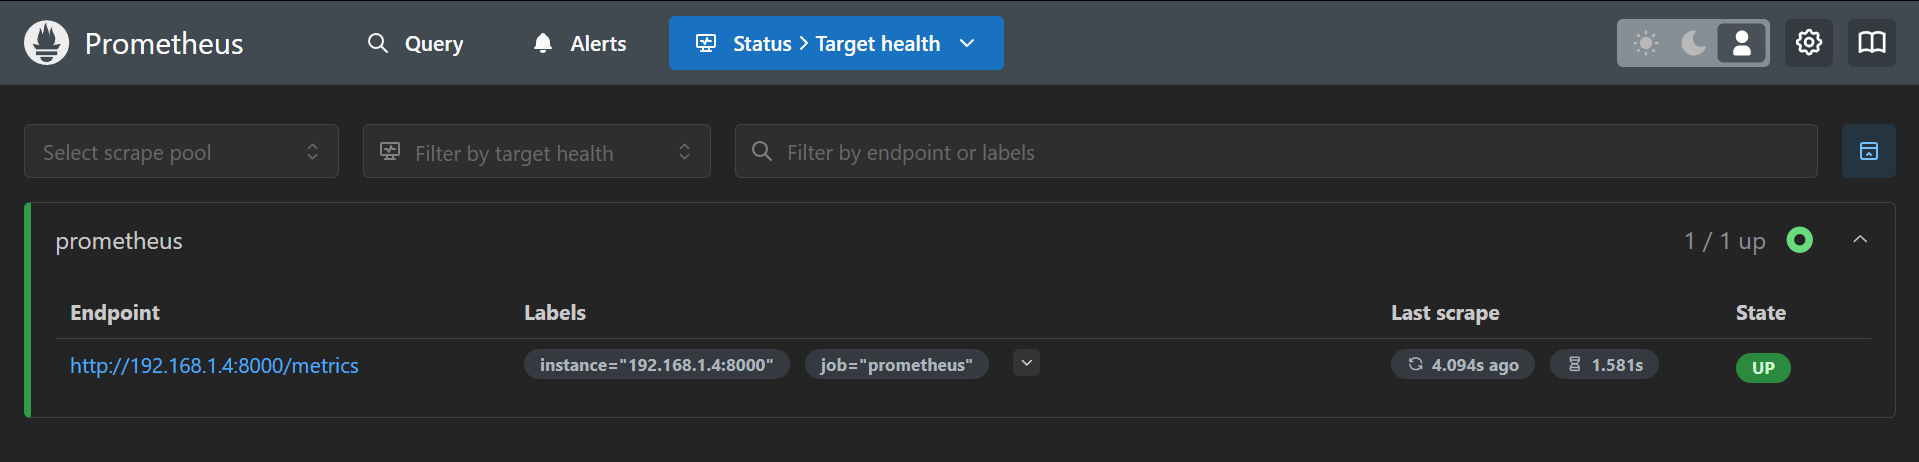 Prometheus Query Alerts Status > Target health
Select scrape pool Filter by target health Filter by endpoint or labels
prometheus 1 / 1 up
Endpoint Labels Last scrape State
http://192.168.1.4:8000/metrics instance="192.168.1.4:8000" job="prometheus" 4.094s ago 1.581s UP